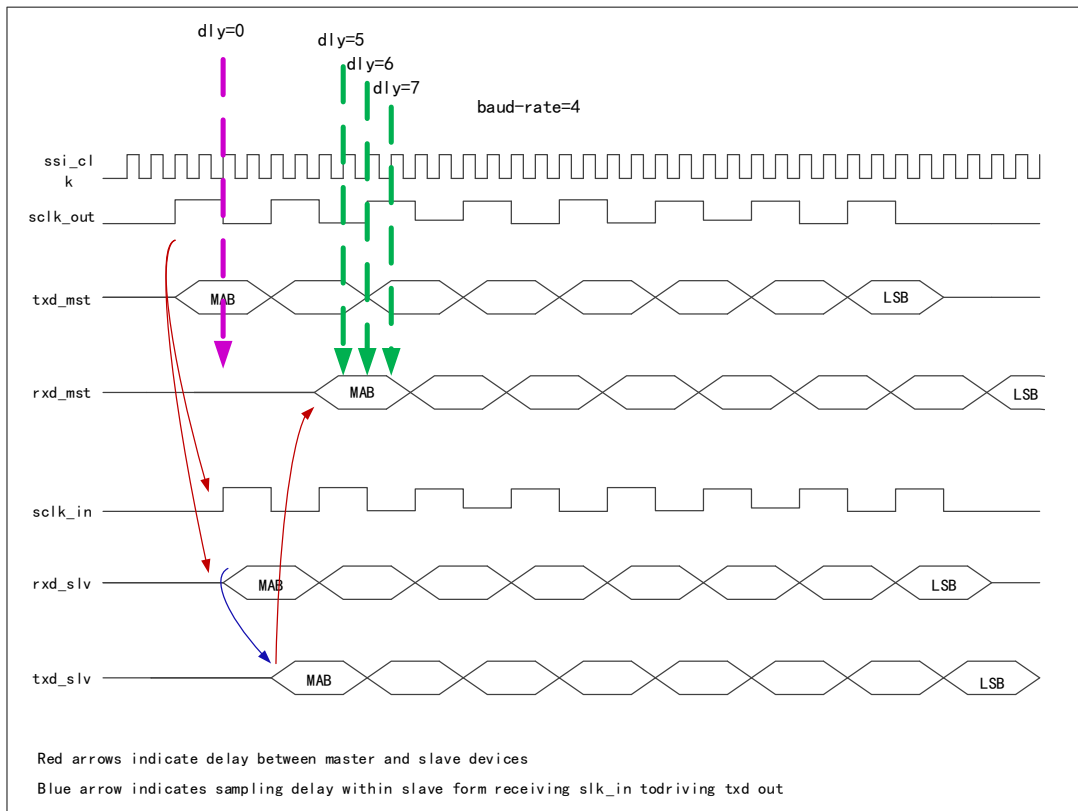 dly=0
dly=5
dly=6
dly=7
baud-rate=4
ssi_cl
k
sclk_out
txd_mst
MAB
LSB
rxd_mst
MAB
LSB
sclk_in
rxd_slv
MAB
LSB
txd_slv
MAB
LSB
Red arrows indicate delay between master and slave devices
Blue arrow indicates sampling delay within slave form receiving slk_in todriving txd out